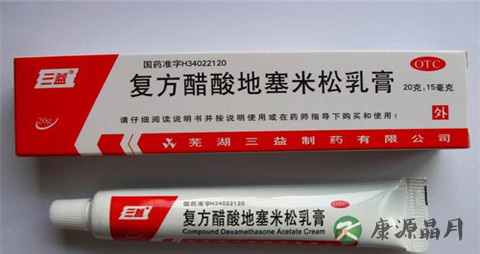 国药准字H34022120
三益®
复方醋酸地塞米松乳膏
OTC
20克:15毫克
20g
请仔细阅读说明书并按说明使用或在药师指导下购买和使用!
外
芜湖三益制药有限公司
国药准字H34022120
三益
复方醋酸地塞米松乳膏
OTC
Compound Dexamethasone Acetate Cream
康源晶月